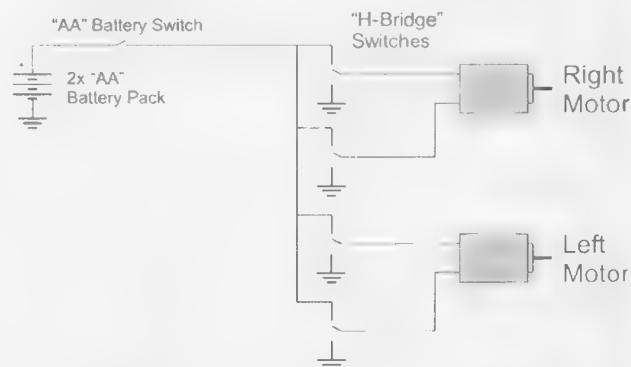 "AA" Battery Switch
"H-Bridge"
Switches
+
2x "AA"
Battery Pack
Right
Motor
Left
Motor